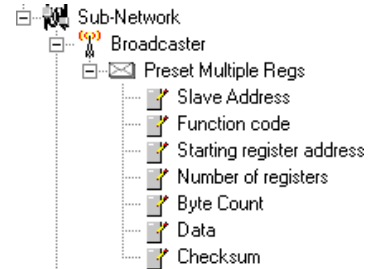 Sub-Network
Broadcaster
Preset Multiple Regs
Slave Address
Function code
Starting register address
Number of registers
Byte Count
Data
Checksum